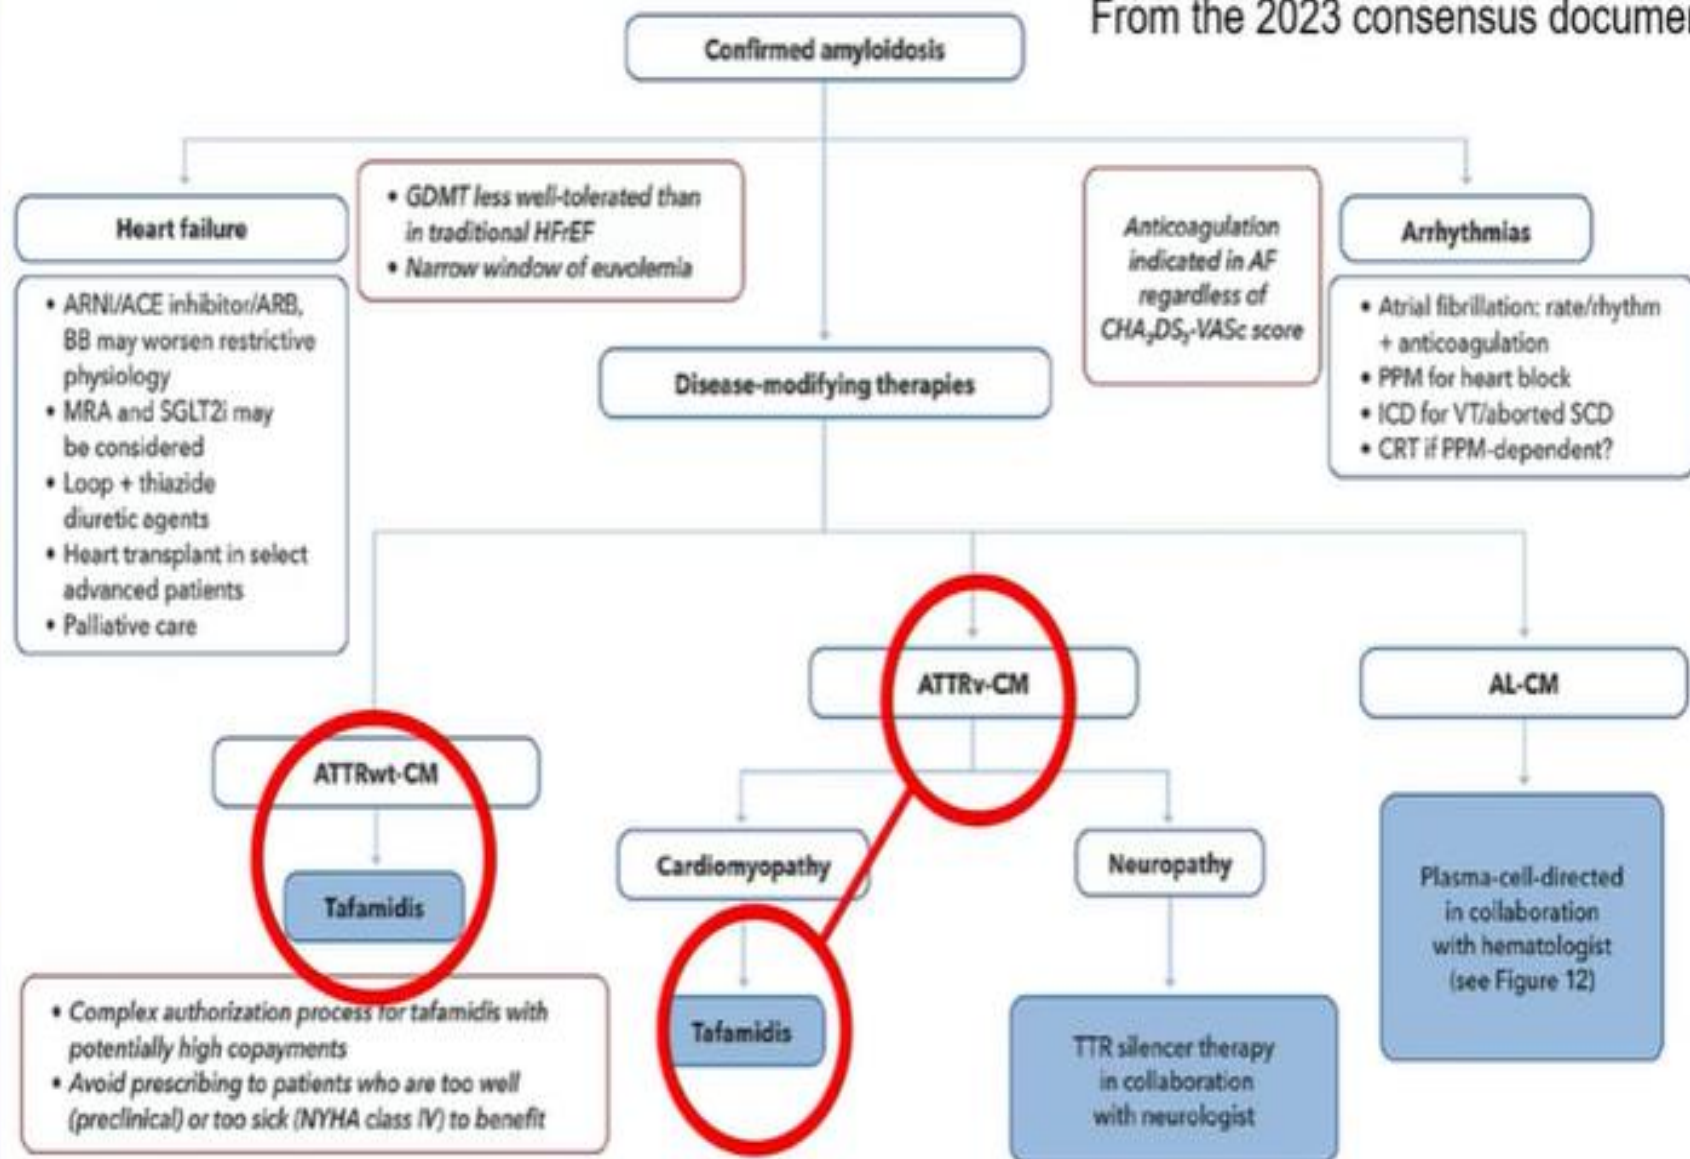 From the 2023 consensus documen
Confirmed amyloidosis
Heart failure
• GDMT less well-tolerated than
in traditional HFrEF
• Narrow window of euvolemia
Anticoagulation
indicated in AF
regardless of
CHA₂DS₂-VASc score
Arrhythmias
• ARNI/ACE inhibitor/ARB,
BB may worsen restrictive
physiology
• MRA and SGLT2i may
be considered
• Loop + thiazide
diuretic agents
• Heart transplant in select
advanced patients
• Palliative care
Disease-modifying therapies
• Atrial fibrillation: rate/rhythm
+ anticoagulation
• PPM for heart block
• ICD for VT/aborted SCD
• CRT if PPM-dependent?
ATTRwt-CM
Tafamidis
• Complex authorization process for tafamidis with
potentially high copayments
• Avoid prescribing to patients who are too well
(preclinical) or too sick (NYHA class IV) to benefit
ATTRv-CM
Cardiomyopathy
Tafamidis
Neuropathy
TTR silencer therapy
in collaboration
with neurologist
AL-CM
Plasma-cell-directed
in collaboration
with hematologist
(see Figure 12)